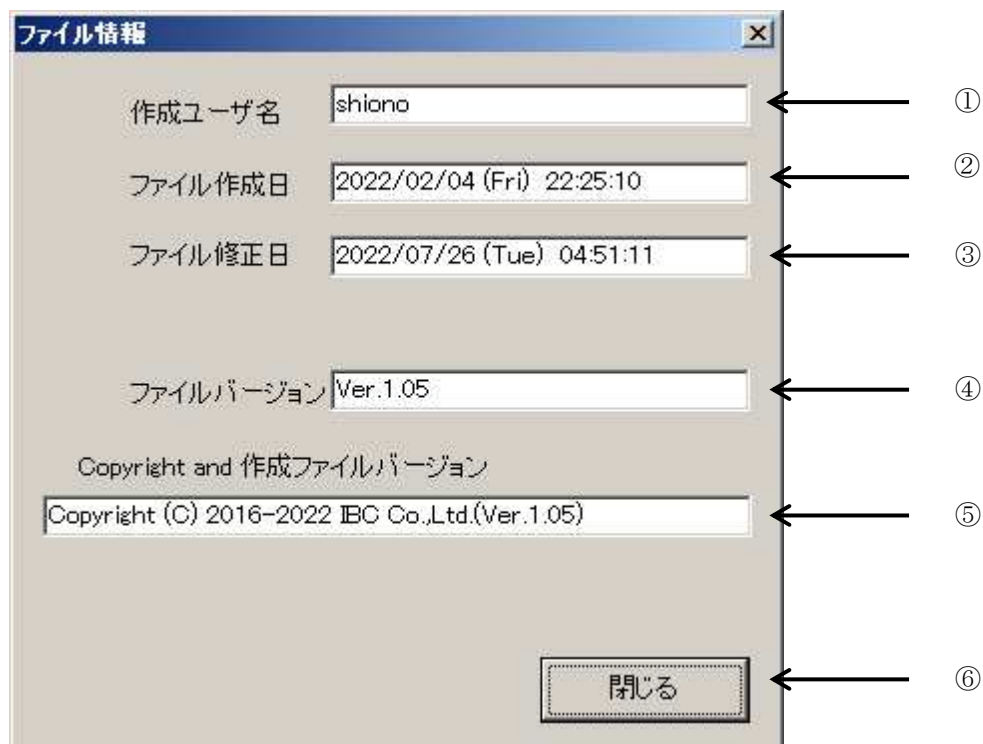 ファイル情報
作成ユーザ名 shiono ①
ファイル作成日 2022/02/04 (Fri) 22:25:10 ②
ファイル修正日 2022/07/26 (Tue) 04:51:11 ③
ファイルバージョン Ver.1.05 ④
Copyright and 作成ファイルバージョン
Copyright (C) 2016-2022 IBC Co.,Ltd.(Ver.1.05) ⑤
閉じる ⑥